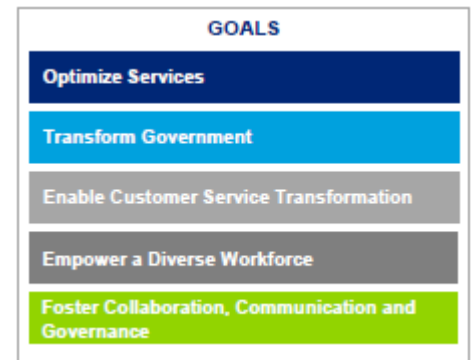 GOALS
Optimize Services
Transform Government
Enable Customer Service Transformation
Empower a Diverse Workforce
Foster Collaboration, Communication and
Governance